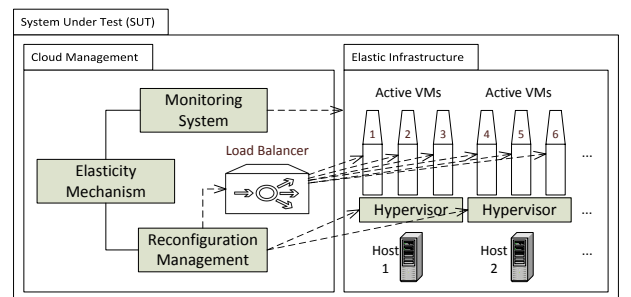 System Under Test (SUT)
Cloud Management
Elastic Infrastructure
Monitoring
System
Active VMs
Active VMs
1
2
3
4
5
6
...
Load Balancer
Elasticity
Mechanism
Hypervisor
Hypervisor
...
Reconfiguration
Management
Host
1
Host
2
...